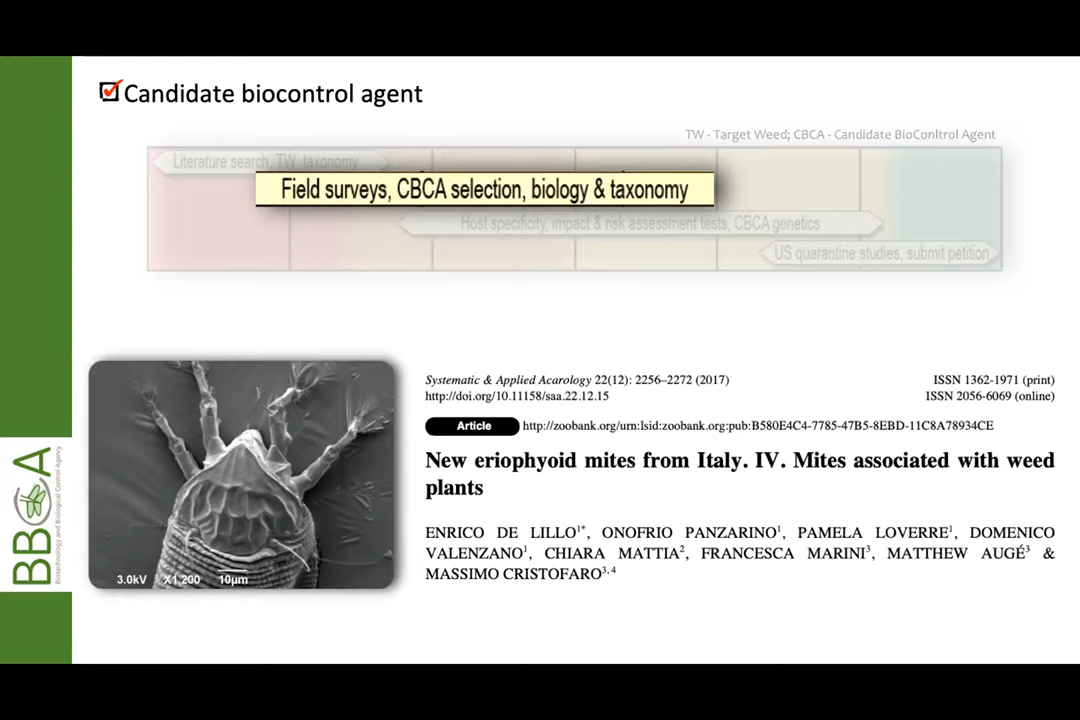 Candidate biocontrol agent
TW - Target Weed; CBCA - Candidate BioConltrol Agent
Literature search, TW taxonomy
Field surveys, CBCA selection, biology & taxonomy
Host specificity, impact & risk assessment tests, CBCA genetics
US quarantine studies, submit petition
BBCA
Biotechnology and Biological Control Agency
3.0kV X1,200 10µm
Systematic & Applied Acarology 22(12): 2256–2272 (2017)
ISSN 1362-1971 (print)
http://doi.org/10.11158/saa.22.12.15
ISSN 2056-6069 (online)
Article http://zoobank.org/urn:lsid:zoobank.org:pub:B580E4C4-7785-47B5-8EBD-11C8A78934CE
New eriophyoid mites from Italy. IV. Mites associated with weed
plants
ENRICO DE LILLO1*, ONOFRIO PANZARINO1, PAMELA LOVERRE1, DOMENICO
VALENZANO1, CHIARA MATTIA2, FRANCESCA MARINI3, MATTHEW AUGÉ3 &
MASSIMO CRISTOFARO3,4